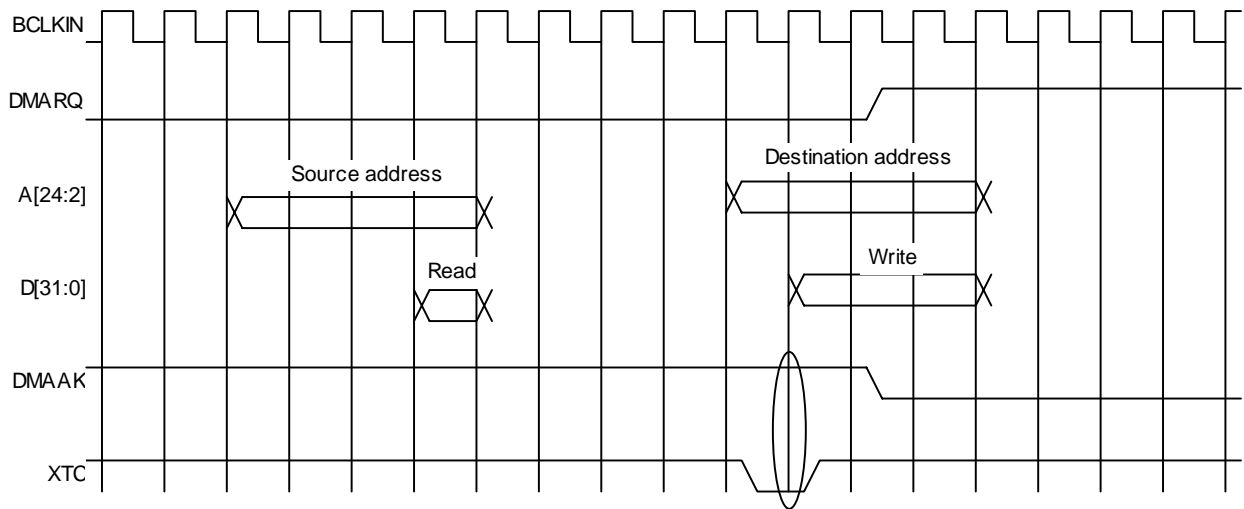 BCLKIN
DMARQ
Destination address
Source address
A[24:2]
Write
Read
D[31:0]
DMAAK
XTC